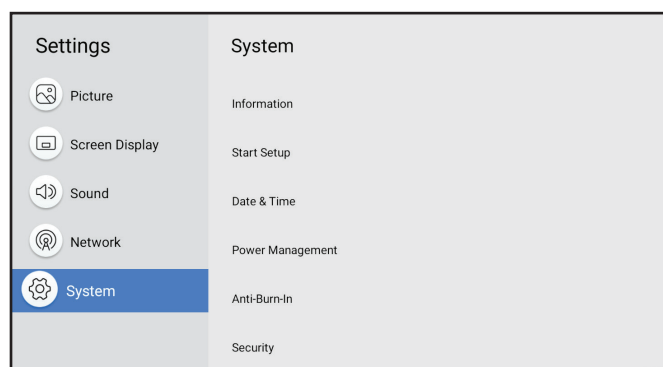 Settings
Picture
Screen Display
Sound
Network
System
System
Information
Start Setup
Date & Time
Power Management
Anti-Burn-In
Security